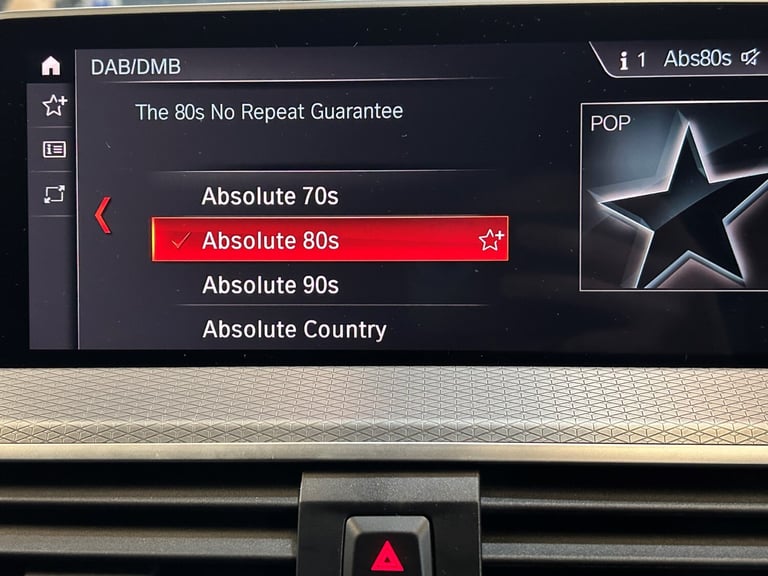 DAB/DMB
1 Abs80s
The 80s No Repeat Guarantee
POP
Absolute 70s
Absolute 80s
Absolute 90s
Absolute Country